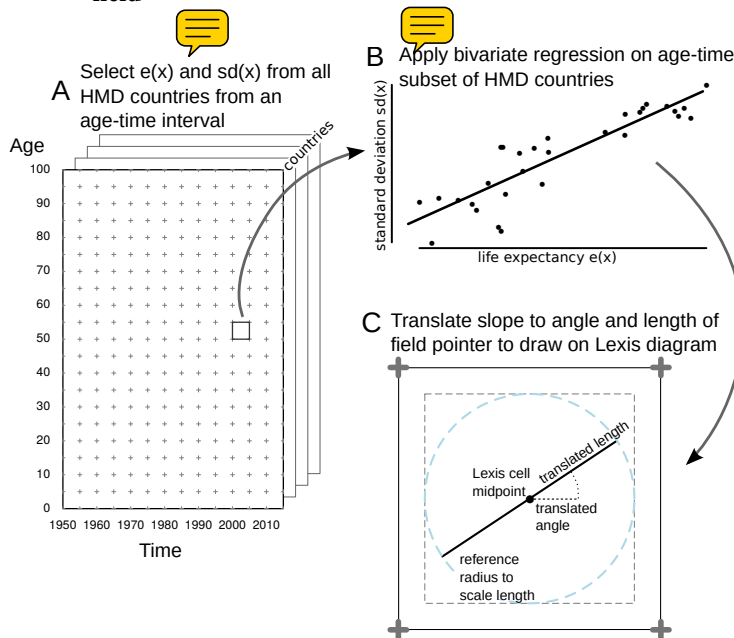 A
Select e(x) and sd(x) from all
HMD countries from an
age-time interval
countries
Age
100
90
80
70
60
50
40
30
20
10
0
1950 1960 1970 1980 1990 2000 2010
Time
B
Apply bivariate regression on age-time
subset of HMD countries
standard deviation sd(x)
life expectancy e(x)
C
Translate slope to angle and length of
field pointer to draw on Lexis diagram
translated length
Lexis cell
midpoint
translated
angle
reference
radius to
scale length